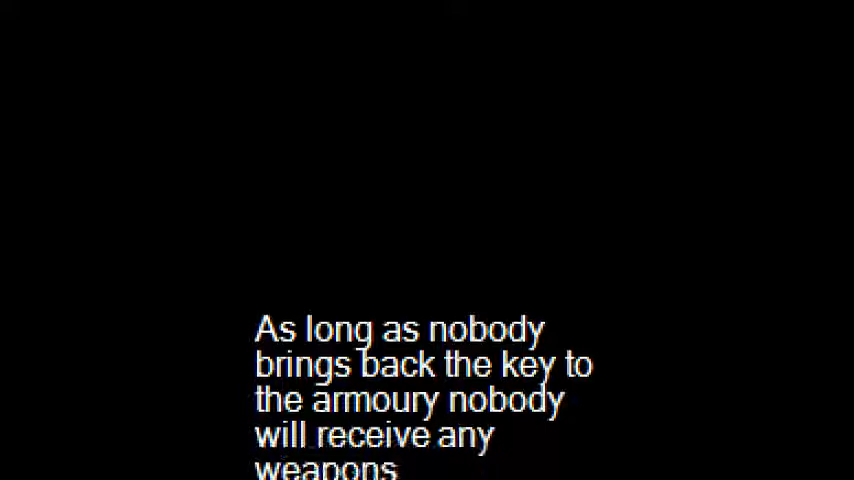 As long as nobody
brings back the key to
the armoury nobody
will receive any
weapons